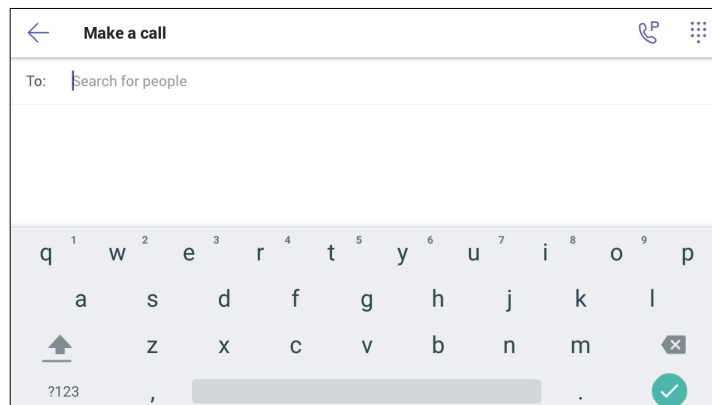 Make a call
P
To: Search for people
q 1 w 2 e 3 r 4 t 5 y 6 u 7 i 8 o 9 p
a s d f g h j k l
z x c v b n m
?123 , .